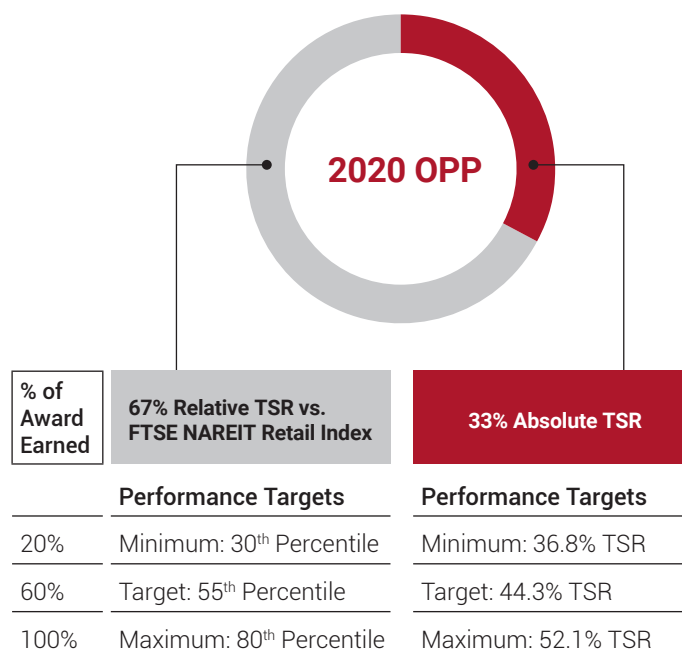 2020 OPP
% of
Award
Earned
67% Relative TSR vs.
FTSE NAREIT Retail Index
33% Absolute TSR
Performance Targets Performance Targets
20% Minimum: 30th Percentile Minimum: 36.8% TSR
60% Target: 55th Percentile Target: 44.3% TSR
100% Maximum: 80th Percentile Maximum: 52.1% TSR